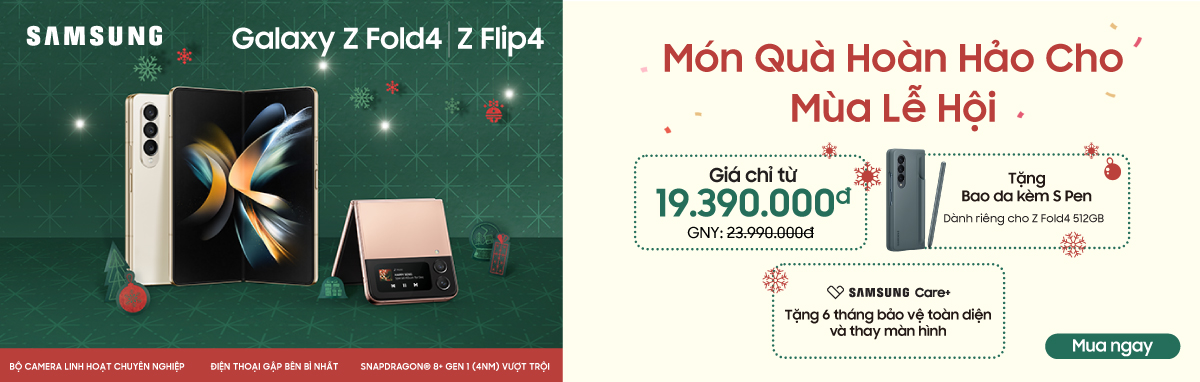 SAMSUNG
Galaxy Z Fold4 | Z Flip4
BỘ CAMERA LINH HOẠT CHUYÊN NGHIỆP
ĐIỆN THOẠI GẬP BỀN BỈ NHẤT
SNAPDRAGON® 8+ GEN 1 (4NM) VƯỢT TRỘI
Món Quà Hoàn Hảo Cho
Mùa Lễ Hội
Giá chỉ từ
19.390.000đ
GNY: 23.990.000đ
Tặng
Bao da kèm S Pen
Dành riêng cho Z Fold4 512GB
SAMSUNG Care+
Tặng 6 tháng bảo vệ toàn diện
và thay màn hình
Mua ngay